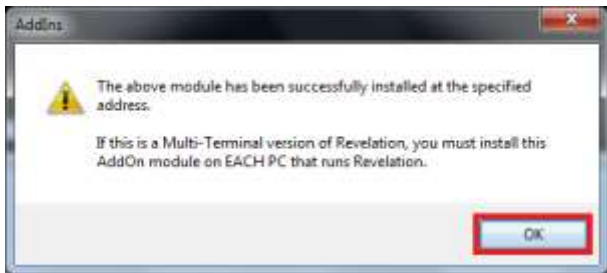 AddIns
The above module has been successfully installed at the specified
address.
If this is a Multi-Terminal version of Revelation, you must install this
AddOn module on EACH PC that runs Revelation.
OK